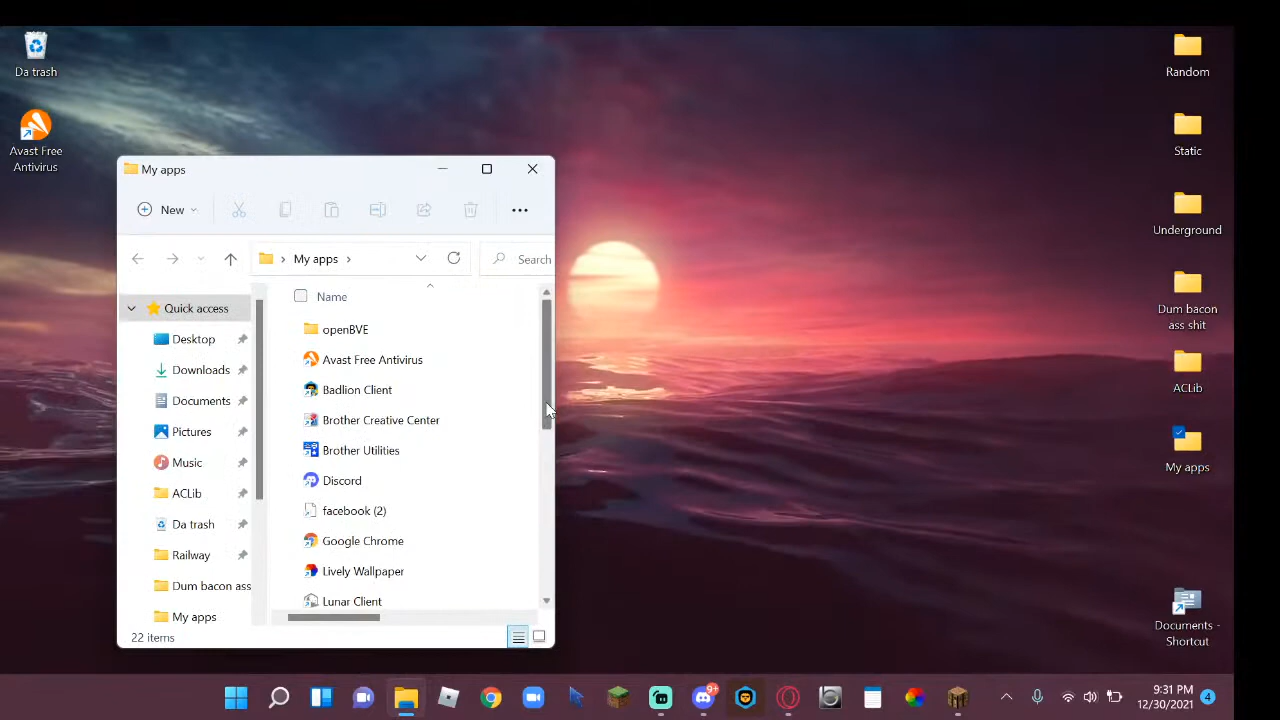 Da trash
Avast Free
Antivirus
My apps
New
My apps
Search
Name
Quick access
Desktop
Downloads
Documents
Pictures
Music
ACLib
Da trash
Railway
Dum bacon ass
My apps
openBVE
Avast Free Antivirus
Badlion Client
Brother Creative Center
Brother Utilities
Discord
facebook (2)
Google Chrome
Lively Wallpaper
Lunar Client
22 items
Random
Static
Underground
Dum bacon
ass shit
ACLib
My apps
Documents -
Shortcut
9+
9:31 PM
12/30/2021
4